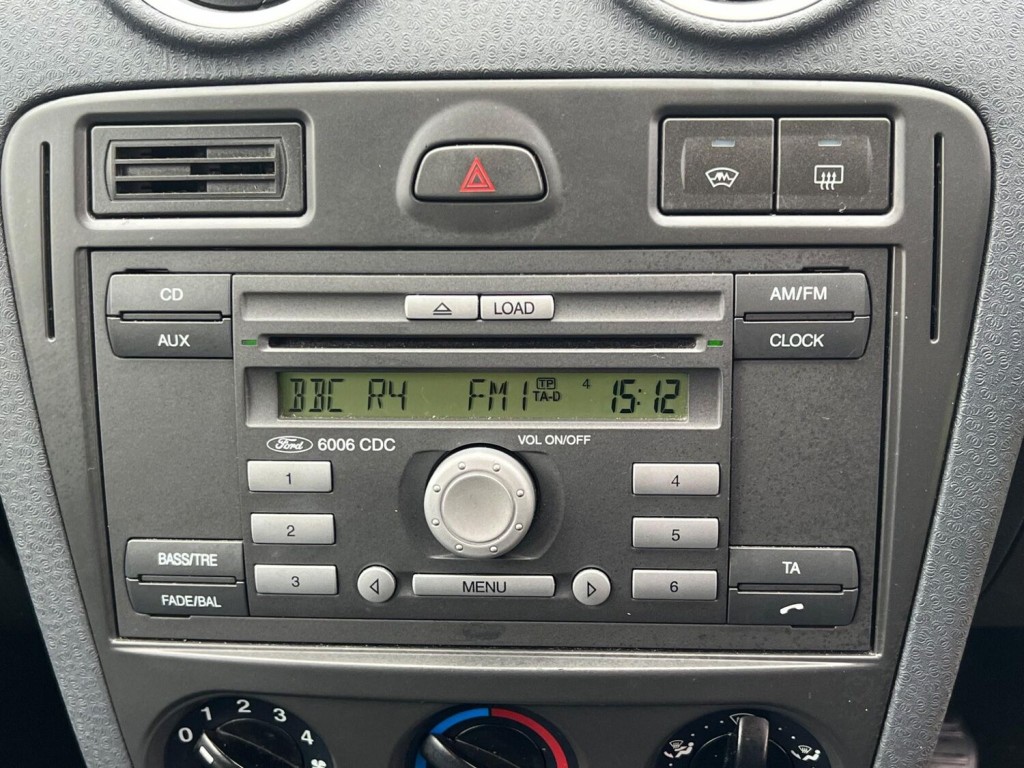 CD
LOAD
AM/FM
AUX
CLOCK
BBC R4 FM1 TP TA-D 4 15:12
Ford 6006 CDC
VOL ON/OFF
1
4
2
5
BASS/TRE
3
MENU
6
TA
FADE/BAL
0 1 2 3 4